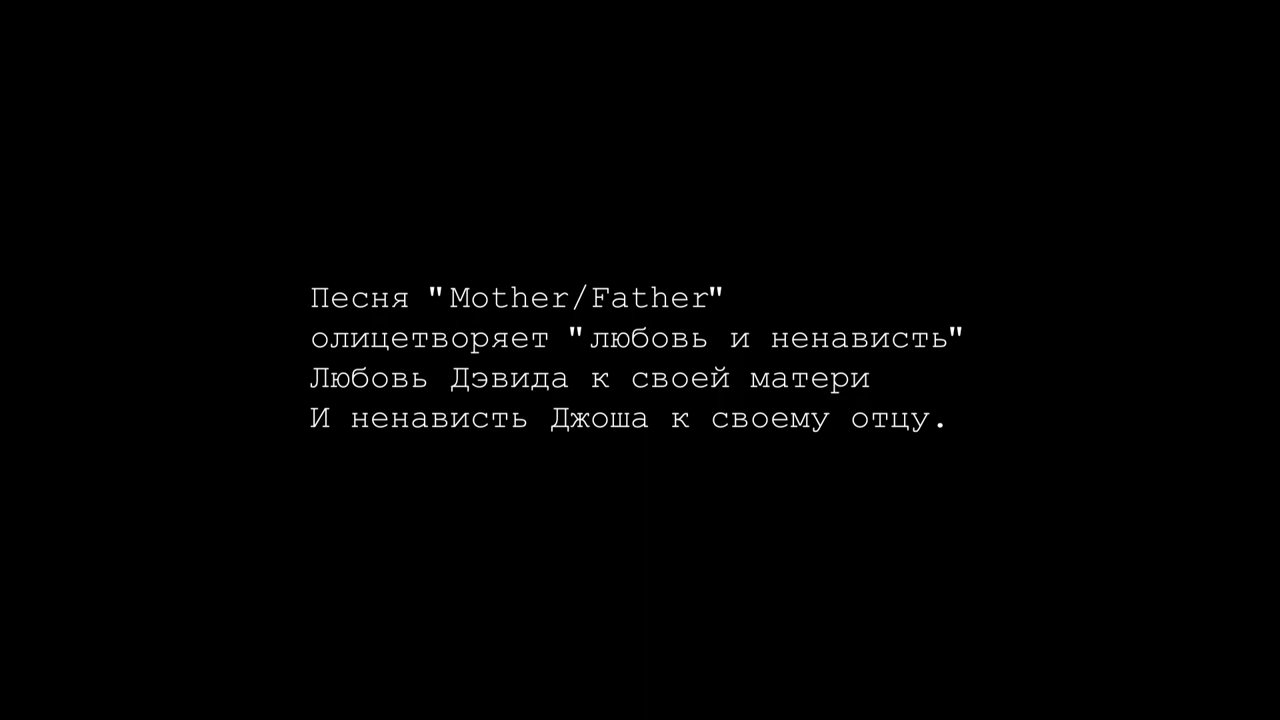 Песня "Mother/Father"
олицетворяет "любовь и ненависть"
Любовь Дэвида к своей матери
И ненависть Джоша к своему отцу.